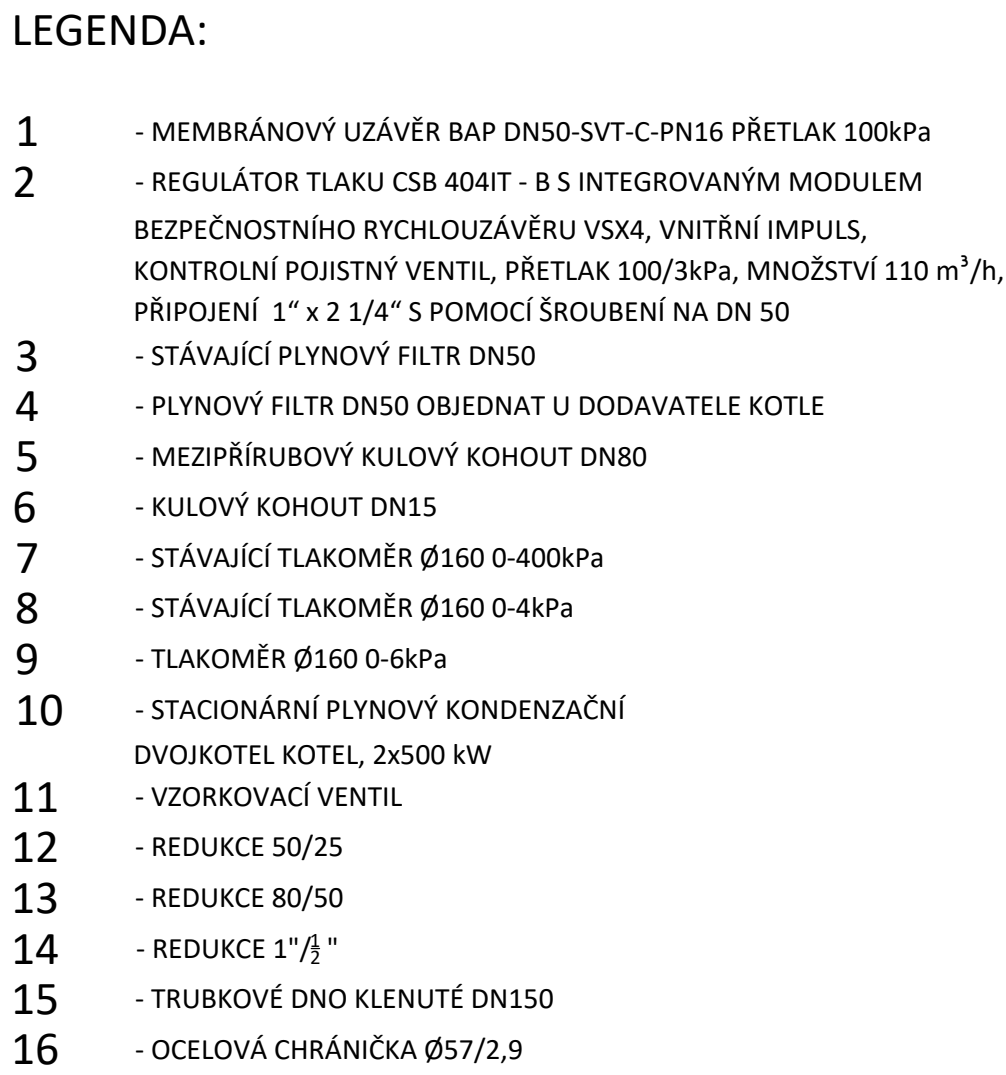 LEGENDA:
1 - MEMBRÁNOVÝ UZÁVĚR BAP DN50-SVT-C-PN16 PŘETLAK 100kPa
2 - REGULÁTOR TLAKU CSB 404IT - B S INTEGROVANÝM MODULEM
BEZPEČNOSTNÍHO RYCHLOUZÁVĚRU VSX4, VNITŘNÍ IMPULS,
KONTROLNÍ POJISTNÝ VENTIL, PŘETLAK 100/3kPa, MNOŽSTVÍ 110 m³/h,
PŘIPOJENÍ  1“ x 2 1/4“ S POMOCÍ ŠROUBENÍ NA DN 50
3 - STÁVAJÍCÍ PLYNOVÝ FILTR DN50
4 - PLYNOVÝ FILTR DN50 OBJEDNAT U DODAVATELE KOTLE
5 - MEZIPŘÍRUBOVÝ KULOVÝ KOHOUT DN80
6 - KULOVÝ KOHOUT DN15
7 - STÁVAJÍCÍ TLAKOMĚR Ø160 0-400kPa
8 - STÁVAJÍCÍ TLAKOMĚR Ø160 0-4kPa
9 - TLAKOMĚR Ø160 0-6kPa
10 - STACIONÁRNÍ PLYNOVÝ KONDENZAČNÍ
DVOJKOTEL KOTEL, 2x500 kW
11 - VZORKOVACÍ VENTIL
12 - REDUKCE 50/25
13 - REDUKCE 80/50
14 - REDUKCE 1"/½ "
15 - TRUBKOVÉ DNO KLENUTÉ DN150
16 - OCELOVÁ CHRÁNIČKA Ø57/2,9